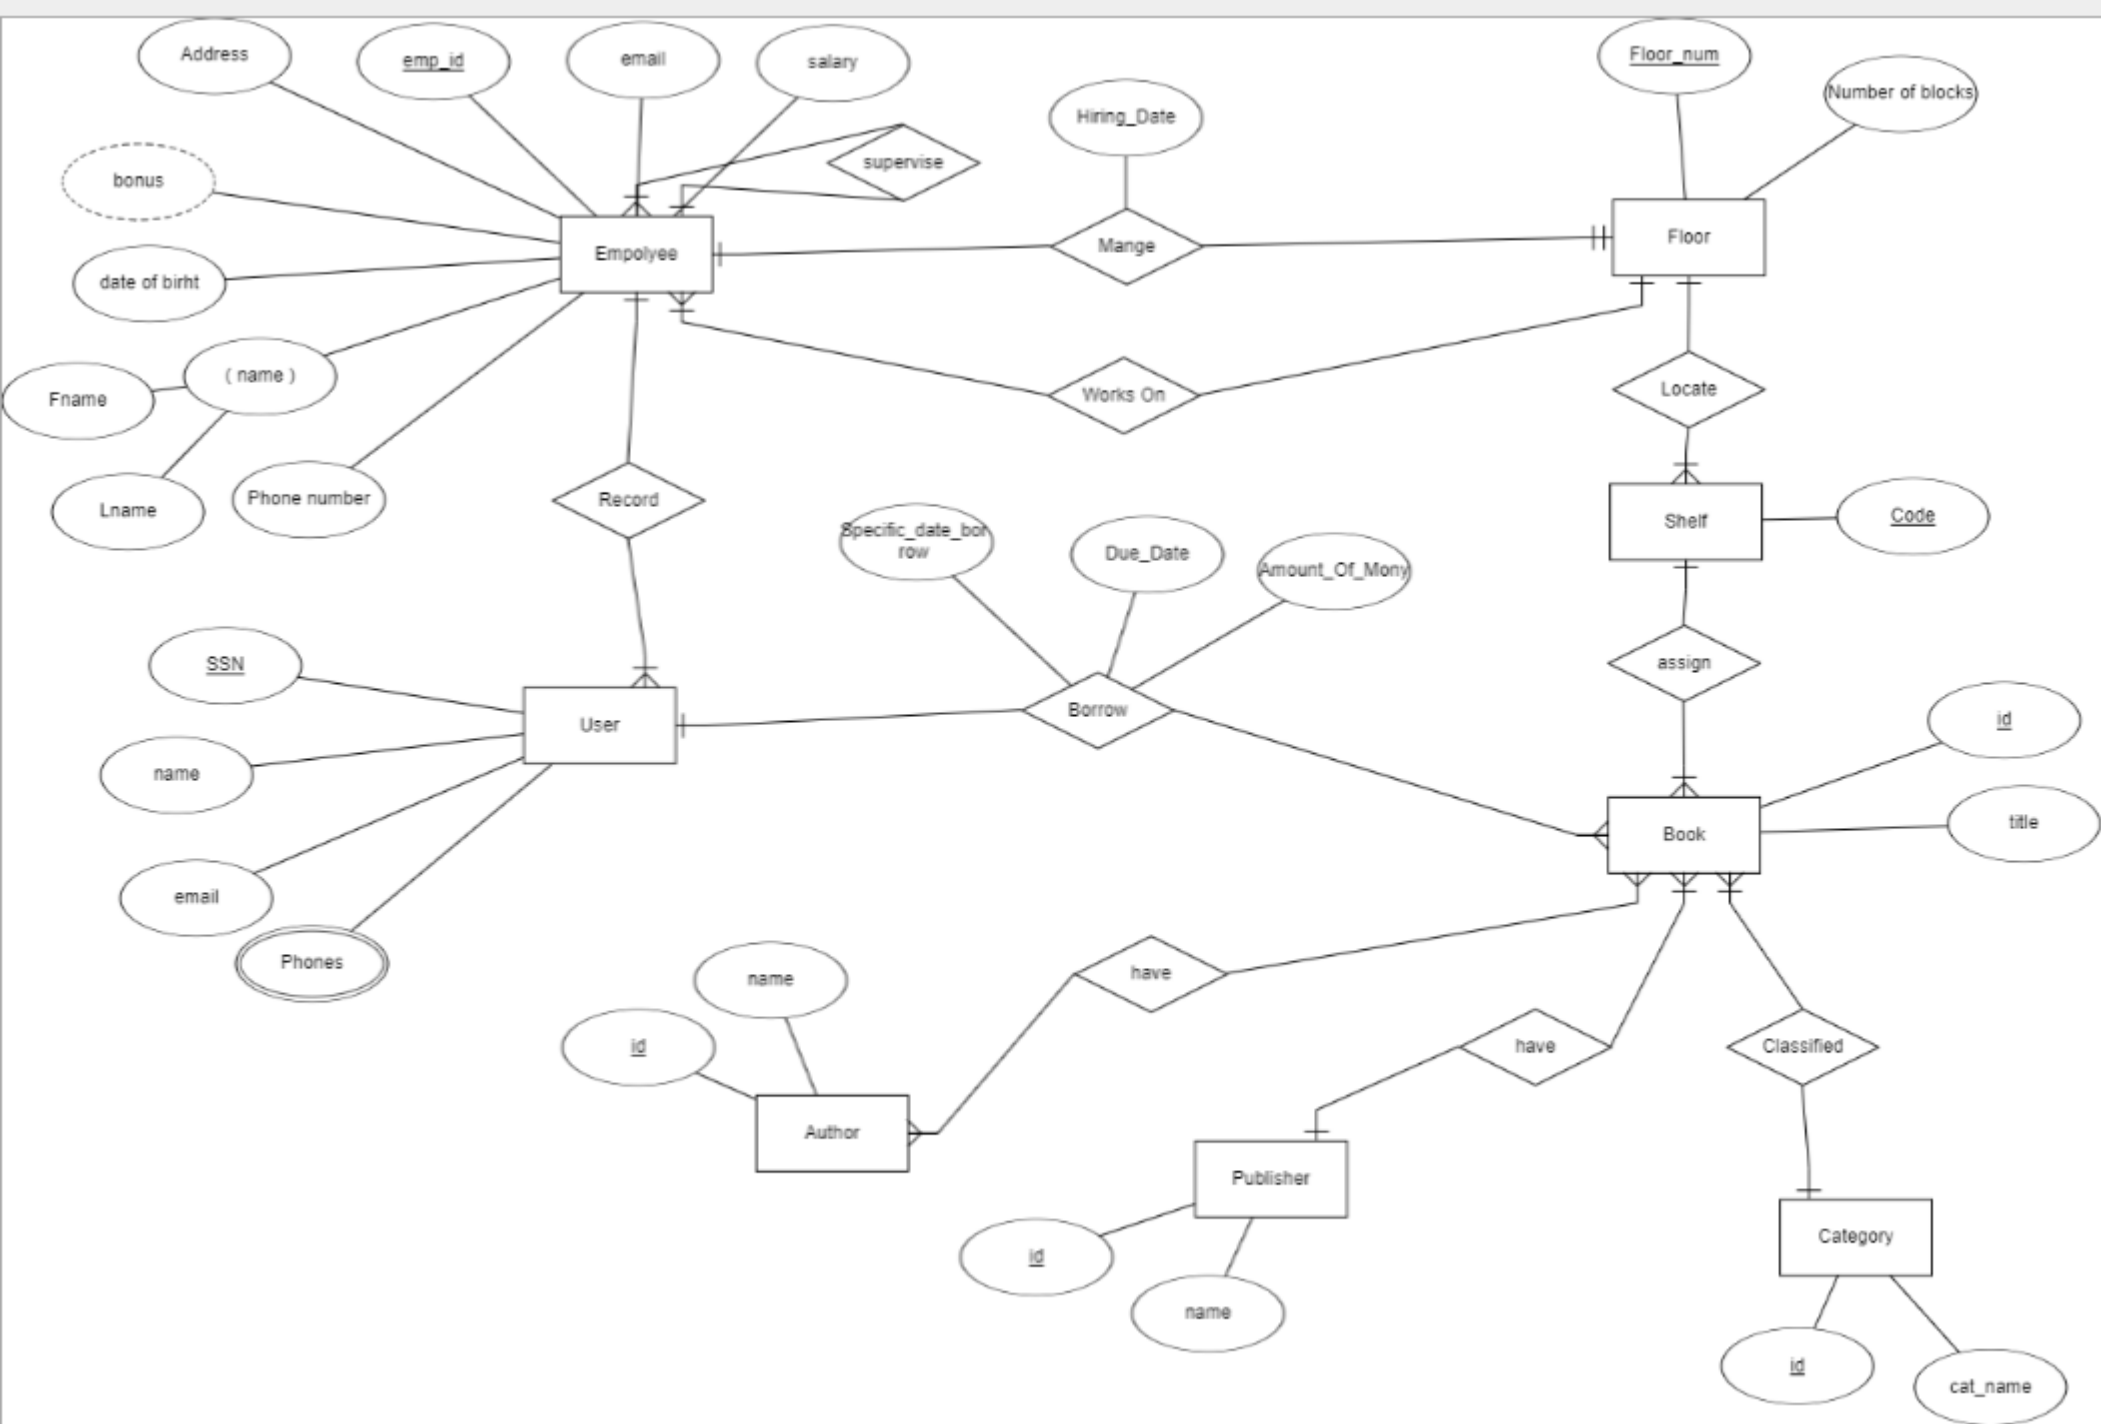 Address
emp_id
email
salary
Floor_num
Number of blocks
Hiring_Date
bonus
supervise
Empolyee
Mange
Floor
date of birht
( name )
Fname
Lname
Phone number
Works On
Locate
Record
Specific_date_bor
row
Due_Date
Amount_Of_Mony
Shelf
Code
SSN
User
Borrow
assign
id
name
Book
title
email
Phones
name
have
id
have
Classified
Author
Publisher
Category
id
name
id
cat_name